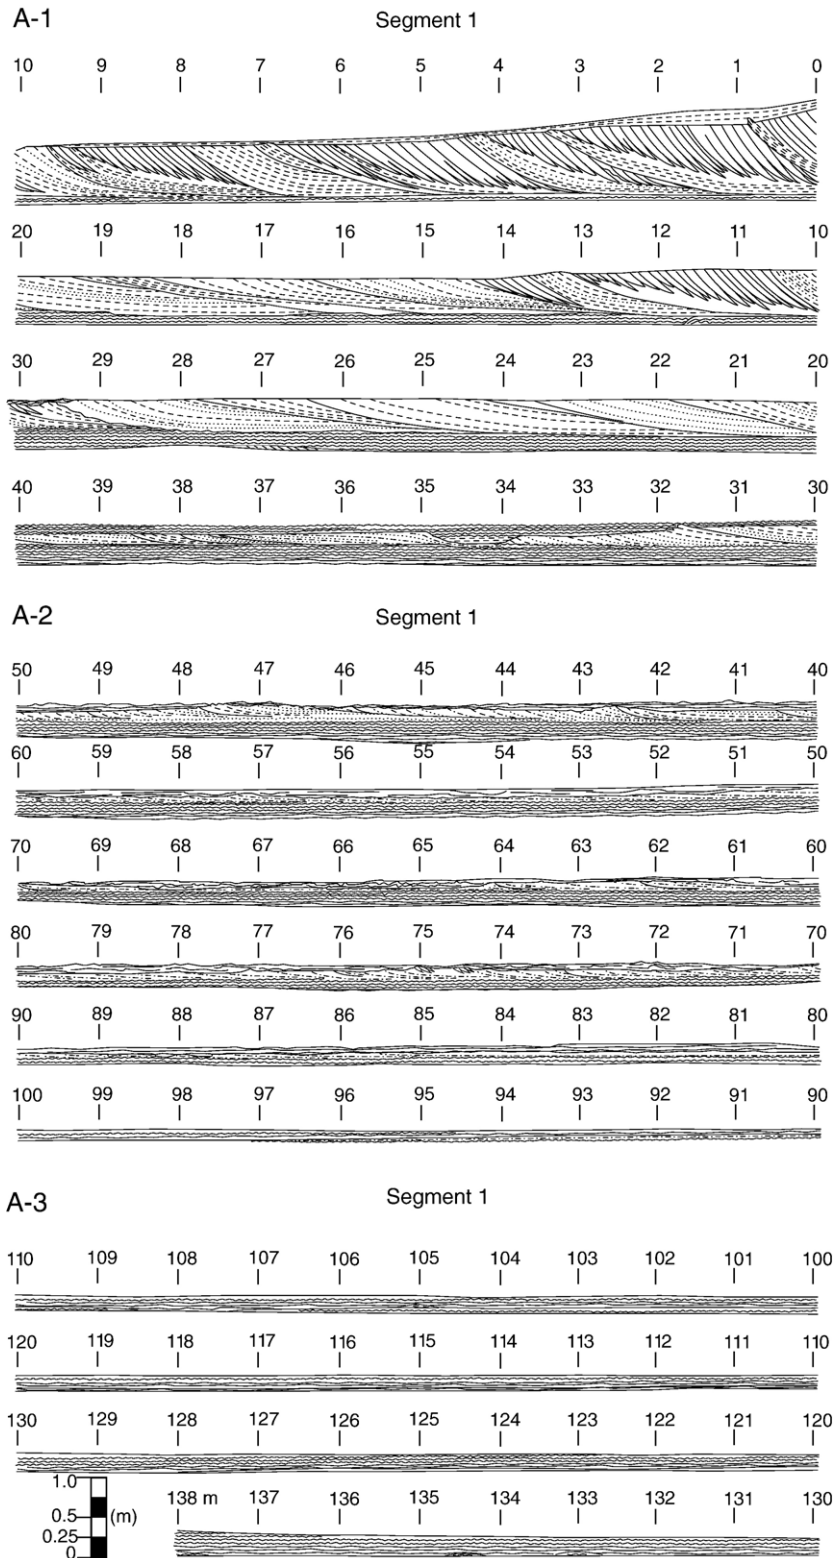 A-1 Segment 1
10 9 8 7 6 5 4 3 2 1 0
20 19 18 17 16 15 14 13 12 11 10
30 29 28 27 26 25 24 23 22 21 20
40 39 38 37 36 35 34 33 32 31 30
A-2 Segment 1
50 49 48 47 46 45 44 43 42 41 40
60 59 58 57 56 55 54 53 52 51 50
70 69 68 67 66 65 64 63 62 61 60
80 79 78 77 76 75 74 73 72 71 70
90 89 88 87 86 85 84 83 82 81 80
100 99 98 97 96 95 94 93 92 91 90
A-3 Segment 1
110 109 108 107 106 105 104 103 102 101 100
120 119 118 117 116 115 114 113 112 111 110
130 129 128 127 126 125 124 123 122 121 120
138 m 137 136 135 134 133 132 131 130
1.0
0.5 (m)
0.25
0